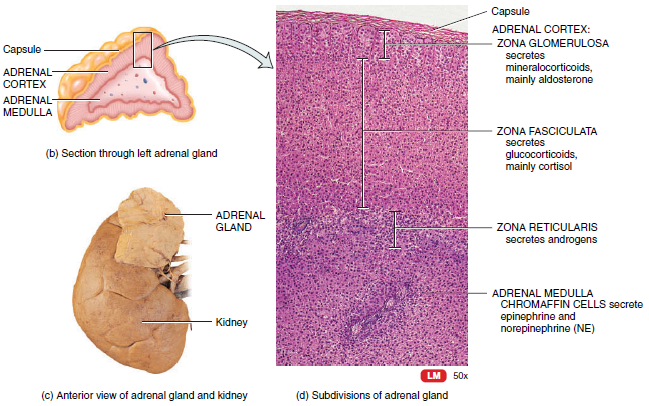 Capsule
ADRENAL
CORTEX
ADRENAL
MEDULLA
(b) Section through left adrenal gland
ADRENAL
GLAND
Kidney
(c) Anterior view of adrenal gland and kidney
Capsule
ADRENAL CORTEX:
ZONA GLOMERULOSA
secretes
mineralocorticoids,
mainly aldosterone
ZONA FASCICULATA
secretes
glucocorticoids,
mainly cortisol
ZONA RETICULARIS
secretes androgens
ADRENAL MEDULLA
CHROMAFFIN CELLS secrete
epinephrine and
norepinephrine (NE)
LM 50x
(d) Subdivisions of adrenal gland